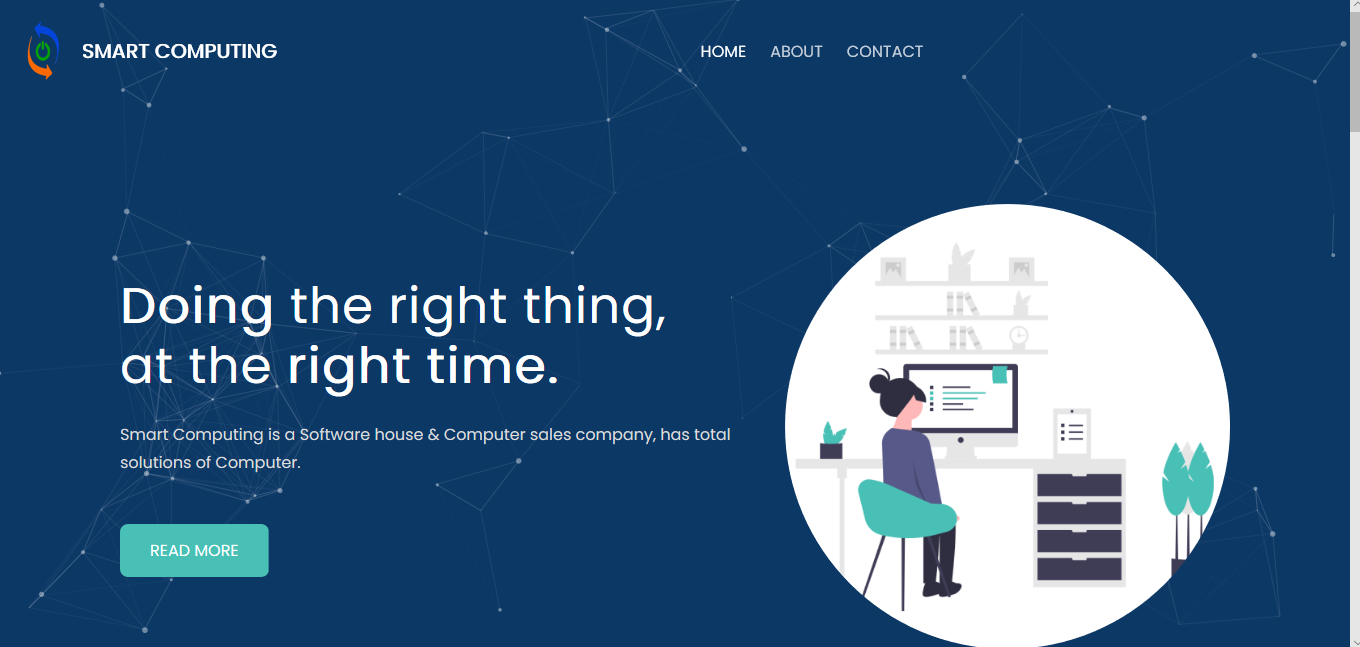 SMART COMPUTING
HOME ABOUT CONTACT
Doing the right thing,
at the right time.
Smart Computing is a Software house & Computer sales company, has total
solutions of Computer.
READ MORE